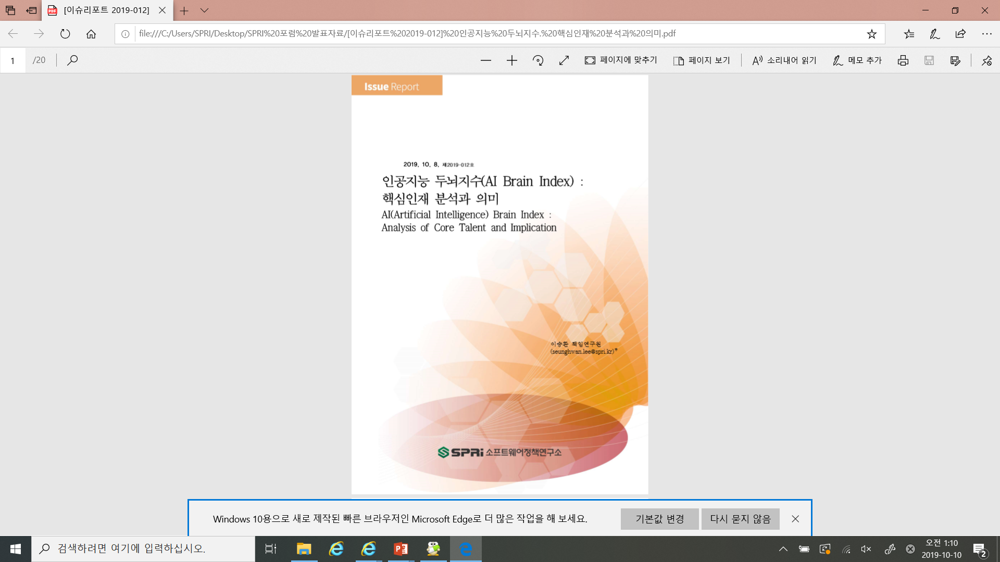 [이슈리포트 2019-012]
file:///C:/Users/SPRI/Desktop/SPRI%20포럼%20발표자료/[이슈리포트%202019-012]%20인공지능%20두뇌지수.%20핵심인재%20분석과%20의미.pdf
1 /20 페이지에 맞추기 페이지 보기 소리내어 읽기 메모 추가
Issue Report
2019. 10. 8. 제2019-012호
인공지능 두뇌지수(AI Brain Index) :
핵심인재 분석과 의미
AI(Artificial Intelligence) Brain Index :
Analysis of Core Talent and Implication
이승환 책임연구원
(seunghwan.lee@spri.kr)*
SPRi 소프트웨어정책연구소
Windows 10용으로 새로 제작된 빠른 브라우저인 Microsoft Edge로 더 많은 작업을 해 보세요. 기본값 변경 다시 묻지 않음
검색하려면 여기에 입력하십시오.
오전 1:10
2019-10-10
2